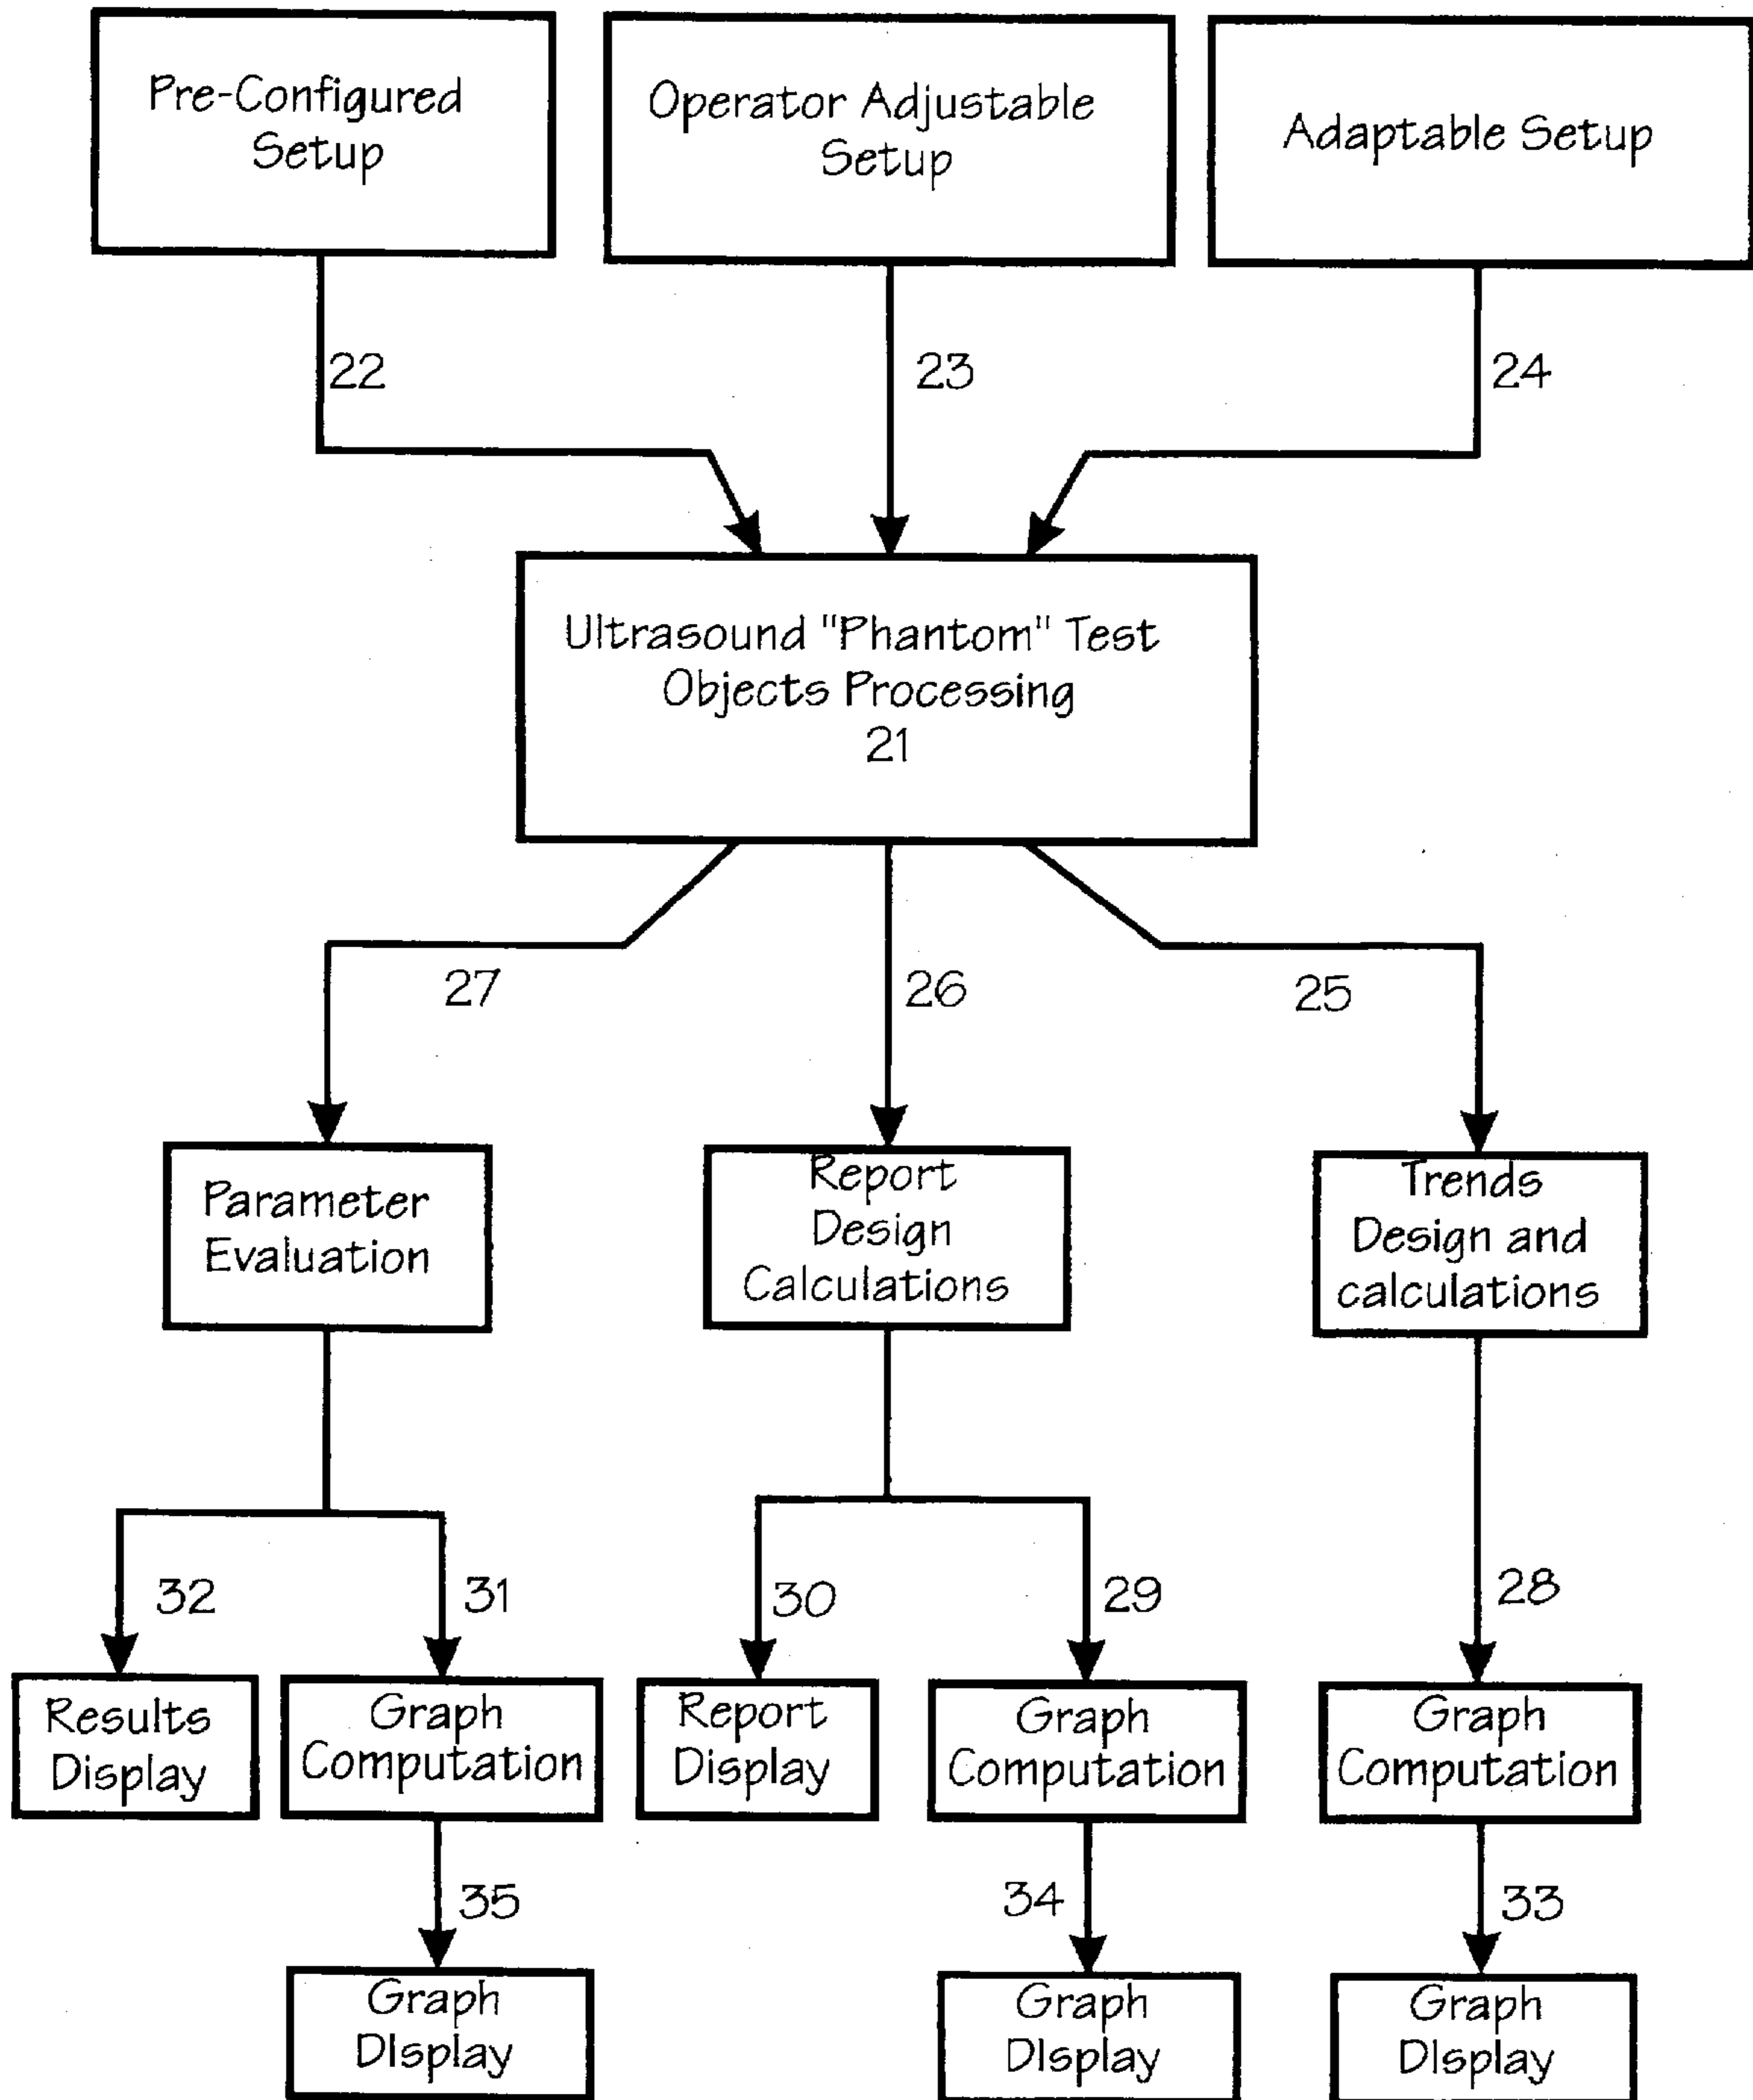 Pre-Configured
Setup
Operator Adjustable
Setup
Adaptable Setup
22
23
24
Ultrasound "Phantom" Test
Objects Processing
21
27
26
25
Parameter
Evaluation
Report
Design
Calculations
Trends
Design and
calculations
32
31
30
29
28
Results
Display
Graph
Computation
Report
Display
Graph
Computation
Graph
Computation
35
34
33
Graph
DIsplay
Graph
DIsplay
Graph
DIsplay